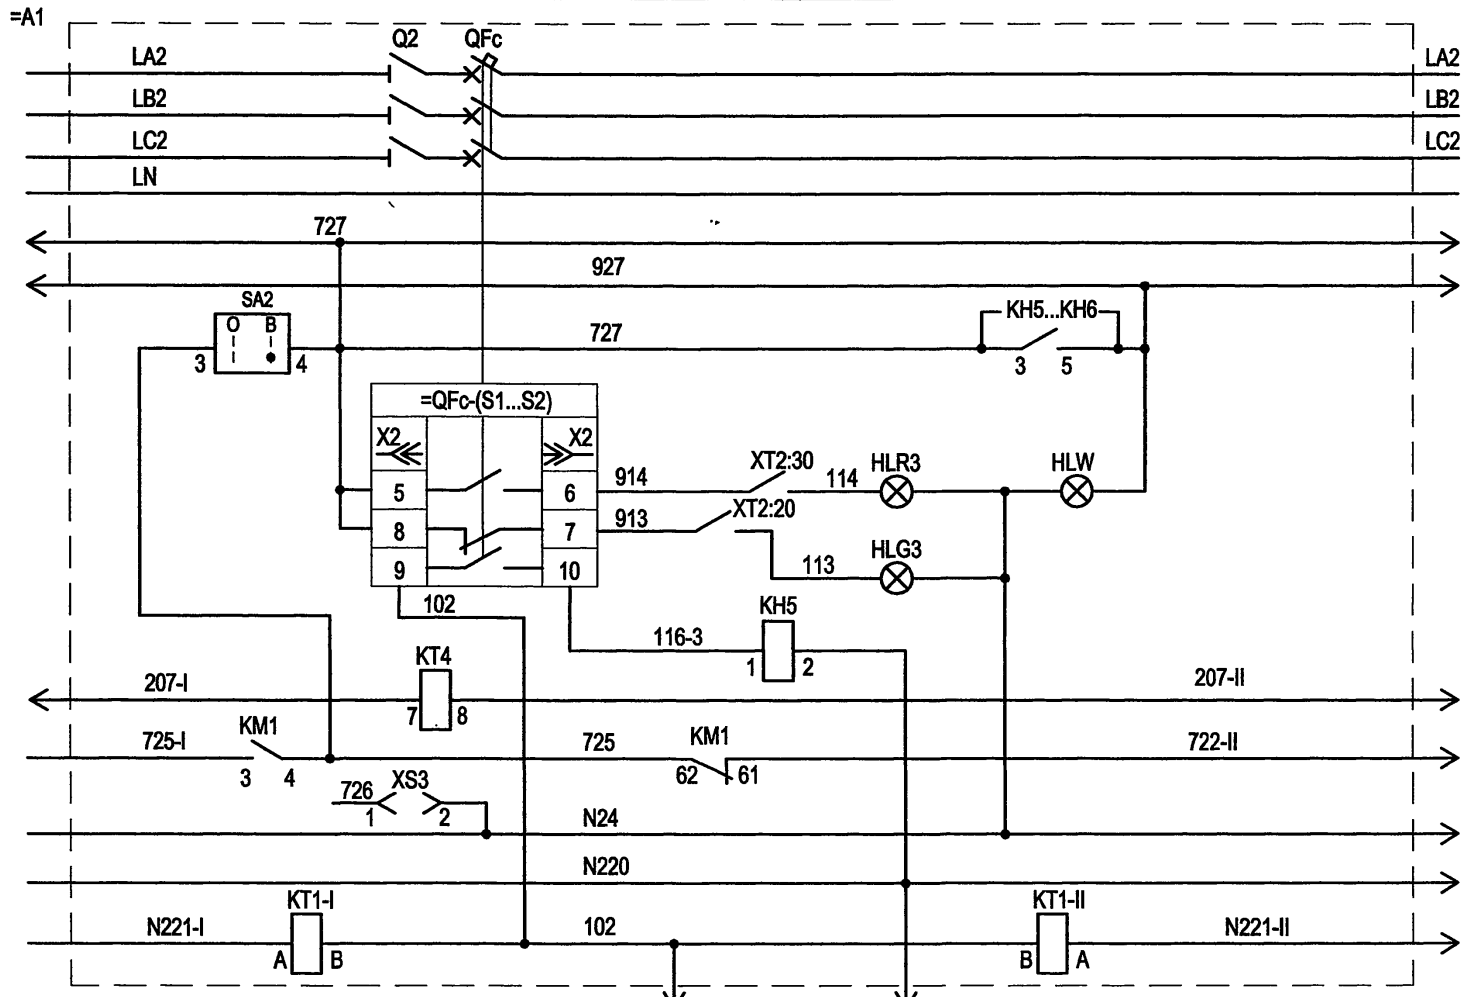 =A1
Q2 QFc
LA2 LA2
LB2 LB2
LC2 LC2
LN
727
927
SA2
O B
3 4
727
KH5...KH6
3 5
=QFc-(S1...S2)
X2 X2
5 6
914
XT2:30
114
HLR3
HLW
8 7
913
XT2:20
9 10
113
HLG3
102
116-3
KH5
1 2
KT4
207-I
7 8
207-II
725-I
KM1
3 4
725
KM1
62 61
722-II
726
XS3
1 2
N24
N220
N221-I
KT1-I
A B
102
KT1-II
B A
N221-II